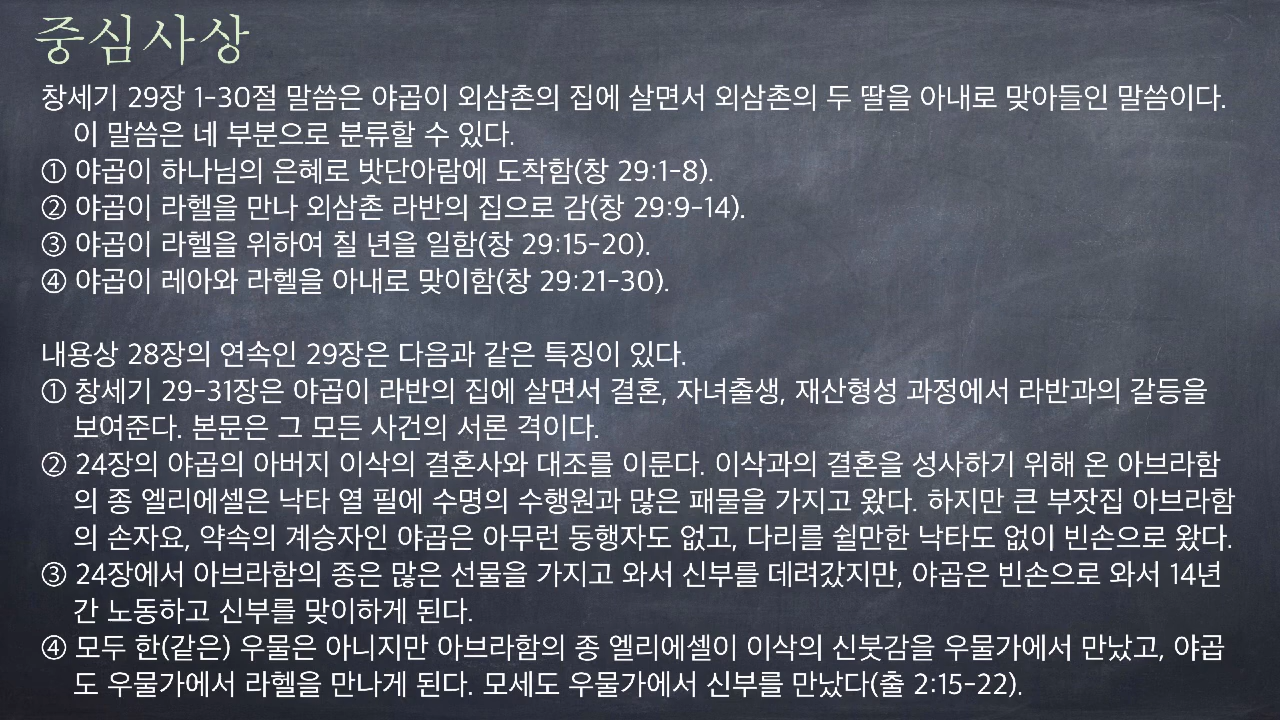 중심사상
창세기 29장 1-30절 말씀은 야곱이 외삼촌의 집에 살면서 외삼촌의 두 딸을 아내로 맞아들인 말씀이다.
이 말씀은 네 부분으로 분류할 수 있다.
① 야곱이 하나님의 은혜로 밧단아람에 도착함(창 29:1-8).
② 야곱이 라헬을 만나 외삼촌 라반의 집으로 감(창 29:9-14).
③ 야곱이 라헬을 위하여 칠 년을 일함(창 29:15-20).
④ 야곱이 레아와 라헬을 아내로 맞이함(창 29:21-30).
내용상 28장의 연속인 29장은 다음과 같은 특징이 있다.
① 창세기 29-31장은 야곱이 라반의 집에 살면서 결혼, 자녀출생, 재산형성 과정에서 라반과의 갈등을
보여준다. 본문은 그 모든 사건의 서론 격이다.
② 24장의 야곱의 아버지 이삭의 결혼사와 대조를 이룬다. 이삭과의 결혼을 성사하기 위해 온 아브라함
의 종 엘리에셀은 낙타 열 필에 수명의 수행원과 많은 패물을 가지고 왔다. 하지만 큰 부잣집 아브라함
의 손자요, 약속의 계승자인 야곱은 아무런 동행자도 없고, 다리를 쉴만한 낙타도 없이 빈손으로 왔다.
③ 24장에서 아브라함의 종은 많은 선물을 가지고 와서 신부를 데려갔지만, 야곱은 빈손으로 와서 14년
간 노동하고 신부를 맞이하게 된다.
④ 모두 한(같은) 우물은 아니지만 아브라함의 종 엘리에셀이 이삭의 신붓감을 우물가에서 만났고, 야곱
도 우물가에서 라헬을 만나게 된다. 모세도 우물가에서 신부를 만났다(출 2:15-22).